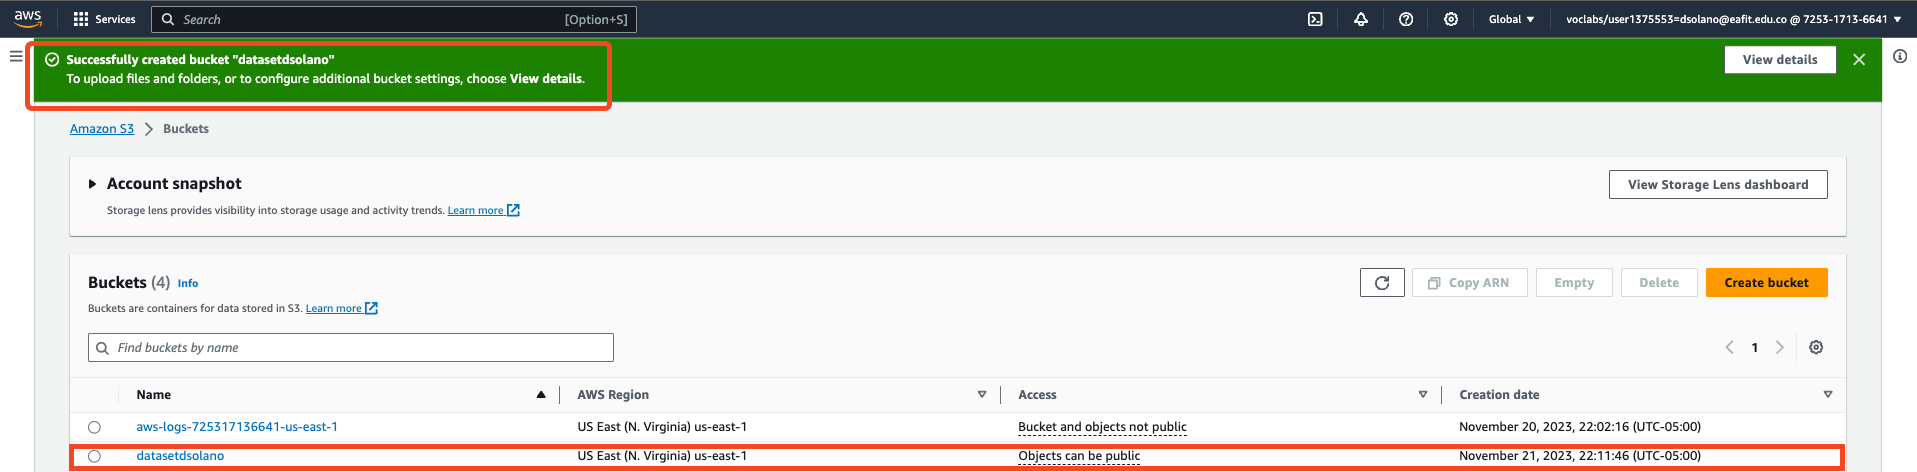 aws Services Search [Option+S] Global voclabs/user1375553=dsolano@eafit.edu.co @ 7253-1713-6641
Successfully created bucket "datasetdsolano"
To upload files and folders, or to configure additional bucket settings, choose View details.
View details
Amazon S3 Buckets
Account snapshot
View Storage Lens dashboard
Storage lens provides visibility into storage usage and activity trends. Learn more
Buckets (4) Info
Copy ARN Empty Delete Create bucket
Buckets are containers for data stored in S3. Learn more
Find buckets by name
1
Name AWS Region Access Creation date
aws-logs-725317136641-us-east-1 US East (N. Virginia) us-east-1 Bucket and objects not public November 20, 2023, 22:02:16 (UTC-05:00)
datasetdsolano US East (N. Virginia) us-east-1 Objects can be public November 21, 2023, 22:11:46 (UTC-05:00)